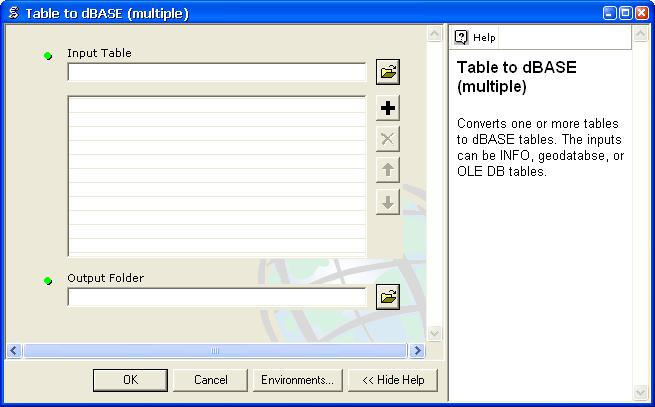 Table to dBASE (multiple)
Input Table
Output Folder
OK
Cancel
Environments...
<< Hide Help
Help
Table to dBASE
(multiple)
Converts one or more tables
to dBASE tables. The inputs
can be INFO, geodatabse, or
OLE DB tables.